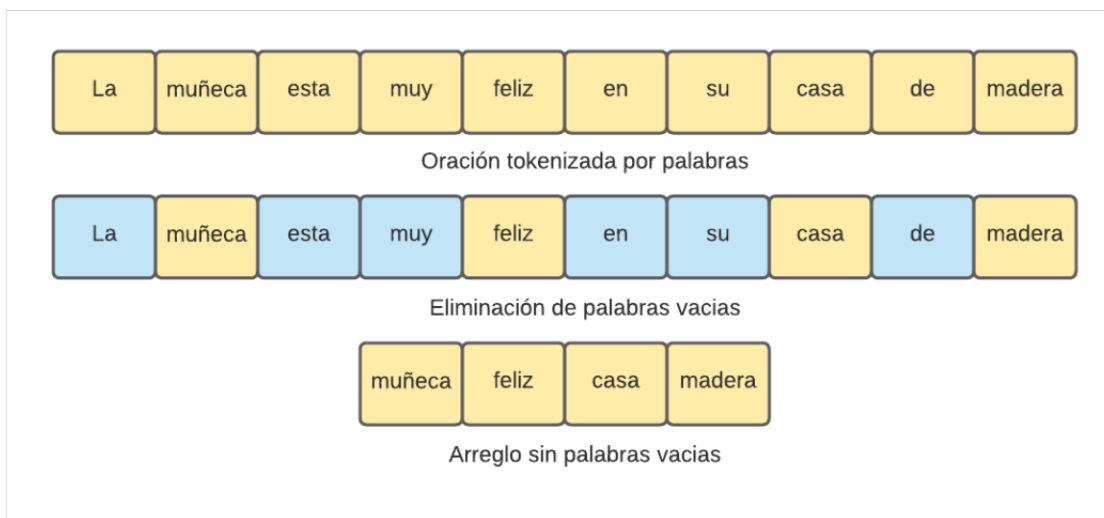 La muñeca esta muy feliz en su casa de madera
Oración tokenizada por palabras
La muñeca esta muy feliz en su casa de madera
Eliminación de palabras vacias
muñeca feliz casa madera
Arreglo sin palabras vacias